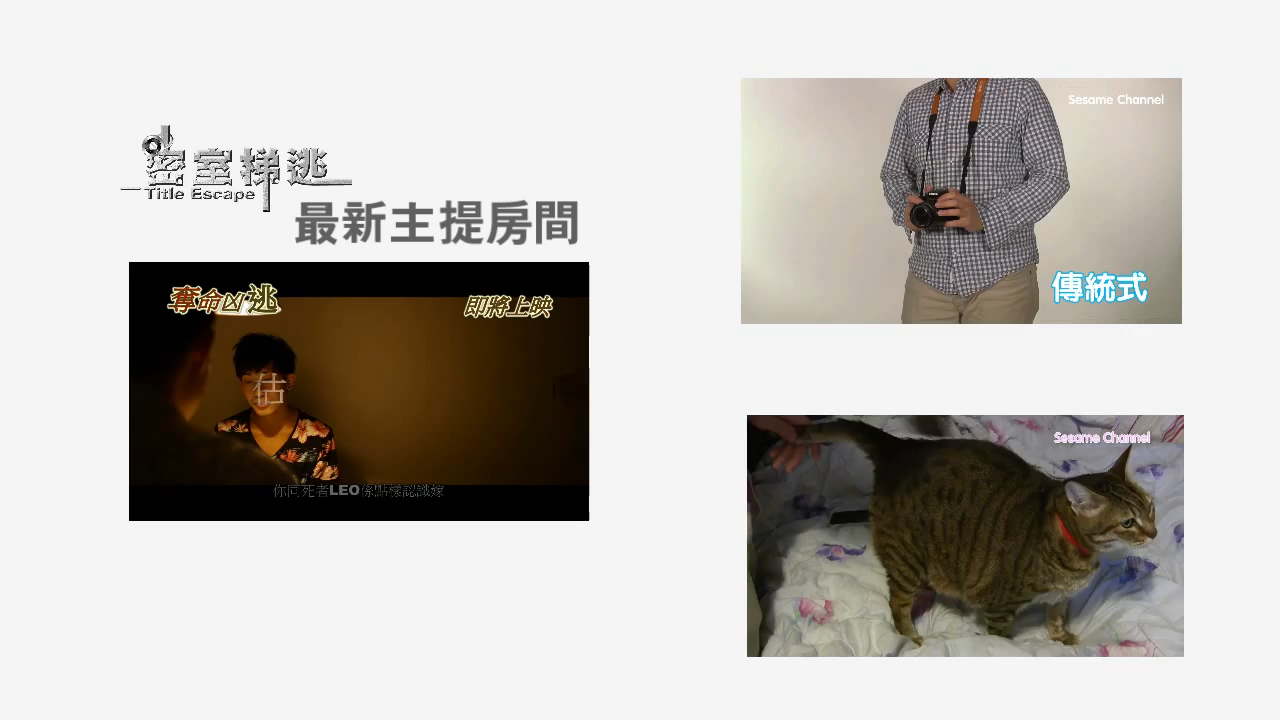 密室梯逃
Title Escape
最新主提房間
奪命凶逃
即將上映
估
你同死者LEO係點樣認識嫁
Sesame Channel
傳統式
Sesame Channel